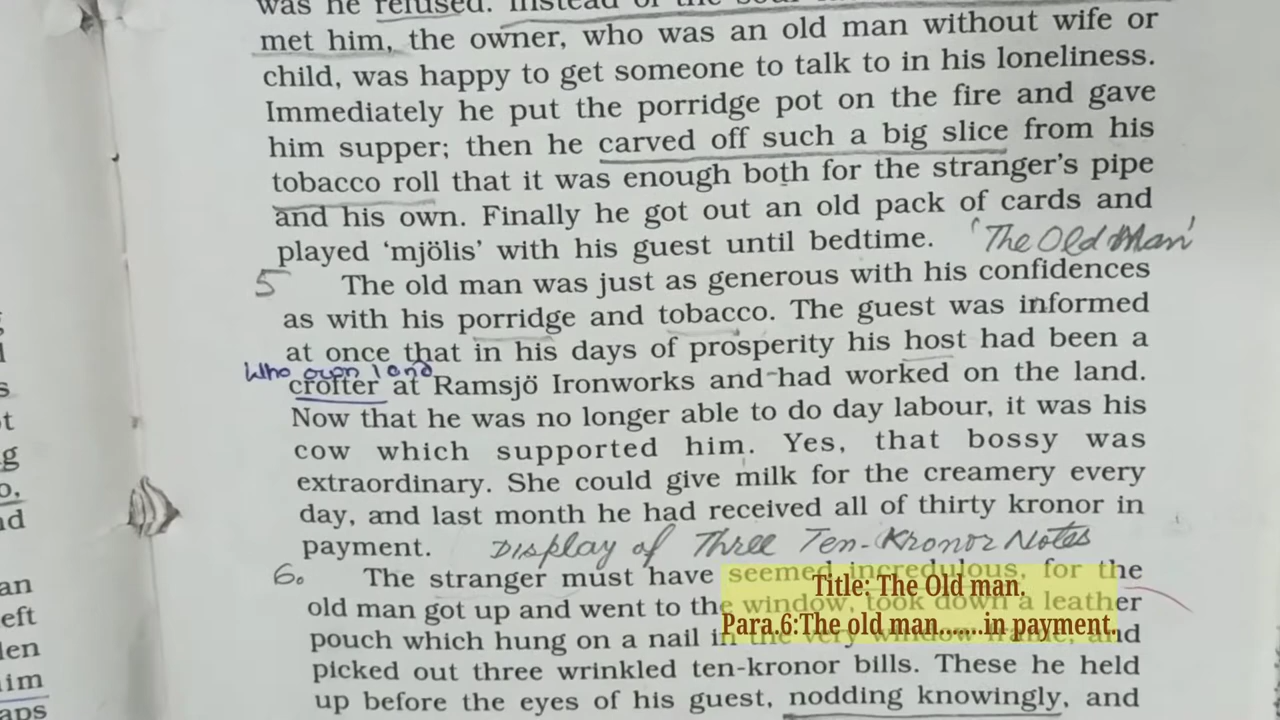 was he refused. Instead of the
met him, the owner, who was an old man without wife or
child, was happy to get someone to talk to in his loneliness.
Immediately he put the porridge pot on the fire and gave
him supper; then he carved off such a big slice from his
tobacco roll that it was enough both for the stranger's pipe
and his own. Finally he got out an old pack of cards and
played ‘mjölis’ with his guest until bedtime. 'The Old Man'
5 The old man was just as generous with his confidences
as with his porridge and tobacco. The guest was informed
at once that in his days of prosperity his host had been a
Who own land
crofter at Ramsjö Ironworks and had worked on the land.
Now that he was no longer able to do day labour, it was his
cow which supported him. Yes, that bossy was
extraordinary. She could give milk for the creamery every
day, and last month he had received all of thirty kronor in
payment. Display of Three Ten-Kronor Notes
6. The stranger must have seemed incredulous, for the
Title: The Old man.
old man got up and went to the window, took down a leather
Para.6:The old man.......in payment.
pouch which hung on a nail in the very window frame, and
picked out three wrinkled ten-kronor bills. These he held
up before the eyes of his guest, nodding knowingly, and